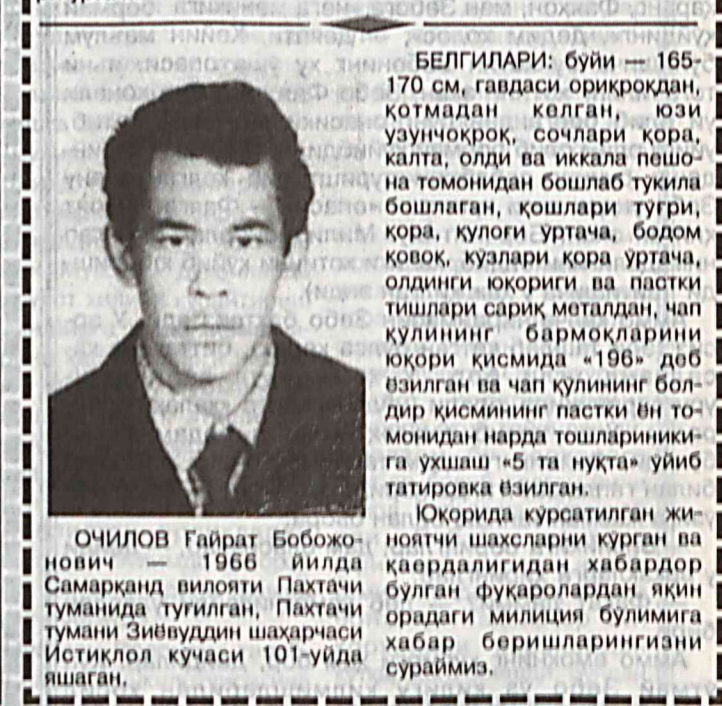 ОЧИЛОВ Ғайрат Бобожо-
нович — 1966 йилда
Самарқанд вилояти Пахтачи
туманида туғилган, Пахтачи
тумани Зиёвуддин шаҳарчаси
Истиқлол кўчаси 101-уйда
яшаган.
БЕЛГИЛАРИ: бўйи — 165-
170 см, гавдаси ориқроқдан,
қотмадан келган, юзи
узунчоқроқ, сочлари қора,
калта, олди ва иккала пешо-
на томонидан бошлаб тўкила
бошлаган, қошлари тўғри,
қора, қулоғи ўртача, бодом
қовоқ, кўзлари қора ўртача,
олдинги юқориги ва пастки
тишлари сариқ металдан, чап
қўлининг бармоқларини
юқори қисмида «196» деб
ёзилган ва чап қўлининг бол-
дир қисмининг пастки ён то-
монидан нарда тошлариники-
га ўхшаш «5 та нуқта» ўйиб
татировка ёзилган.
Юқорида кўрсатилган жи-
ноятчи шахсларни кўрган ва
қаердалигидан хабардор
бўлган фуқаролардан яқин
орадаги милиция бўлимига
хабар беришларингизни
сўраймиз.